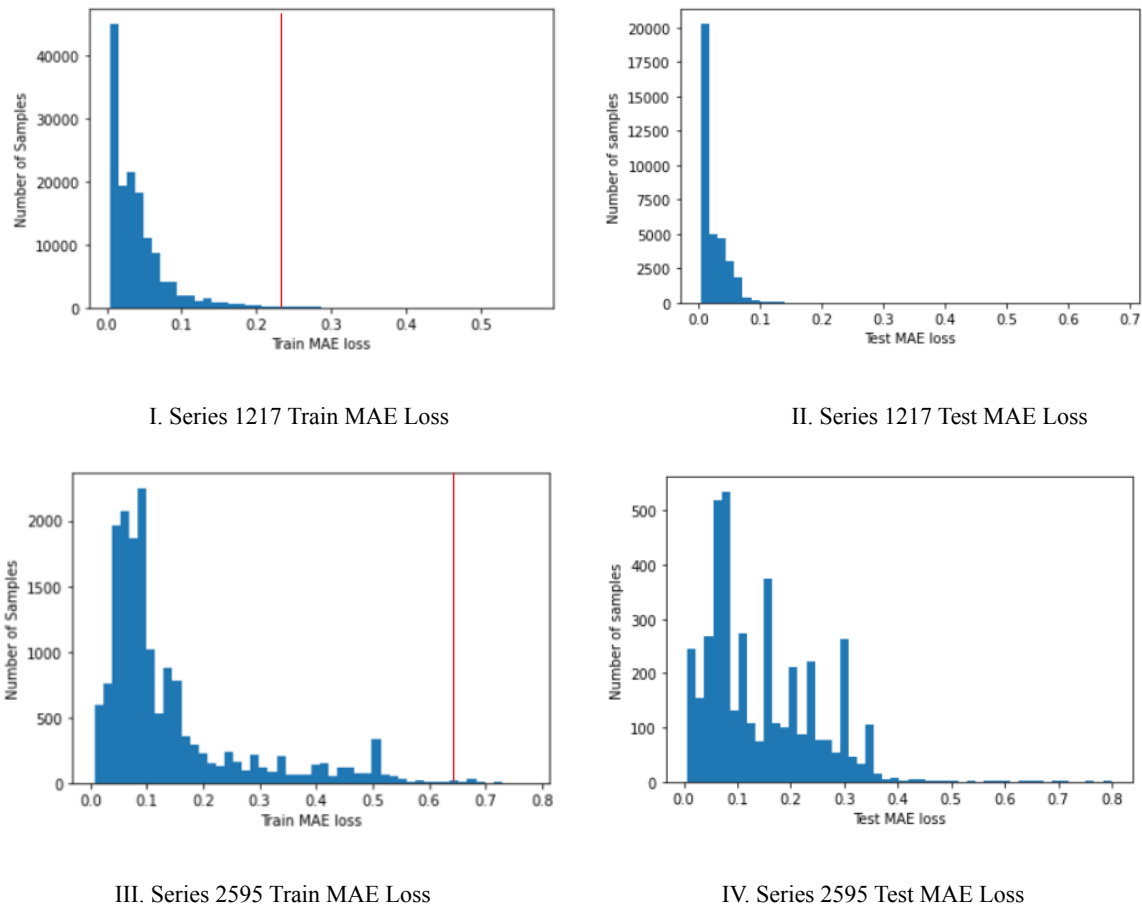 40000
30000
20000
10000
0
Number of Samples
0.0 0.1 0.2 0.3 0.4 0.5
Train MAE loss
20000
17500
15000
12500
10000
7500
5000
2500
0
Number of samples
0.0 0.1 0.2 0.3 0.4 0.5 0.6 0.7
Test MAE loss
I. Series 1217 Train MAE Loss
II. Series 1217 Test MAE Loss
2000
1500
1000
500
0
Number of Samples
0.0 0.1 0.2 0.3 0.4 0.5 0.6 0.7 0.8
Train MAE loss
500
400
300
200
100
0
Number of samples
0.0 0.1 0.2 0.3 0.4 0.5 0.6 0.7 0.8
Test MAE loss
III. Series 2595 Train MAE Loss
IV. Series 2595 Test MAE Loss